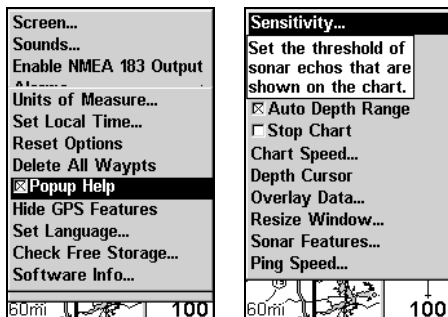 Screen...
Sounds...
Enable NMEA 183 Output
Units of Measure...
Set Local Time...
Reset Options
Delete All Waypts
Popup Help
Hide GPS Features
Set Language...
Check Free Storage...
Software Info...
60mi 100
Sensitivity...
Set the threshold of
sonar echos that are
shown on the chart.
Auto Depth Range
Stop Chart
Chart Speed...
Depth Cursor
Overlay Data...
Resize Window...
Sonar Features...
Ping Speed...
60mi 100